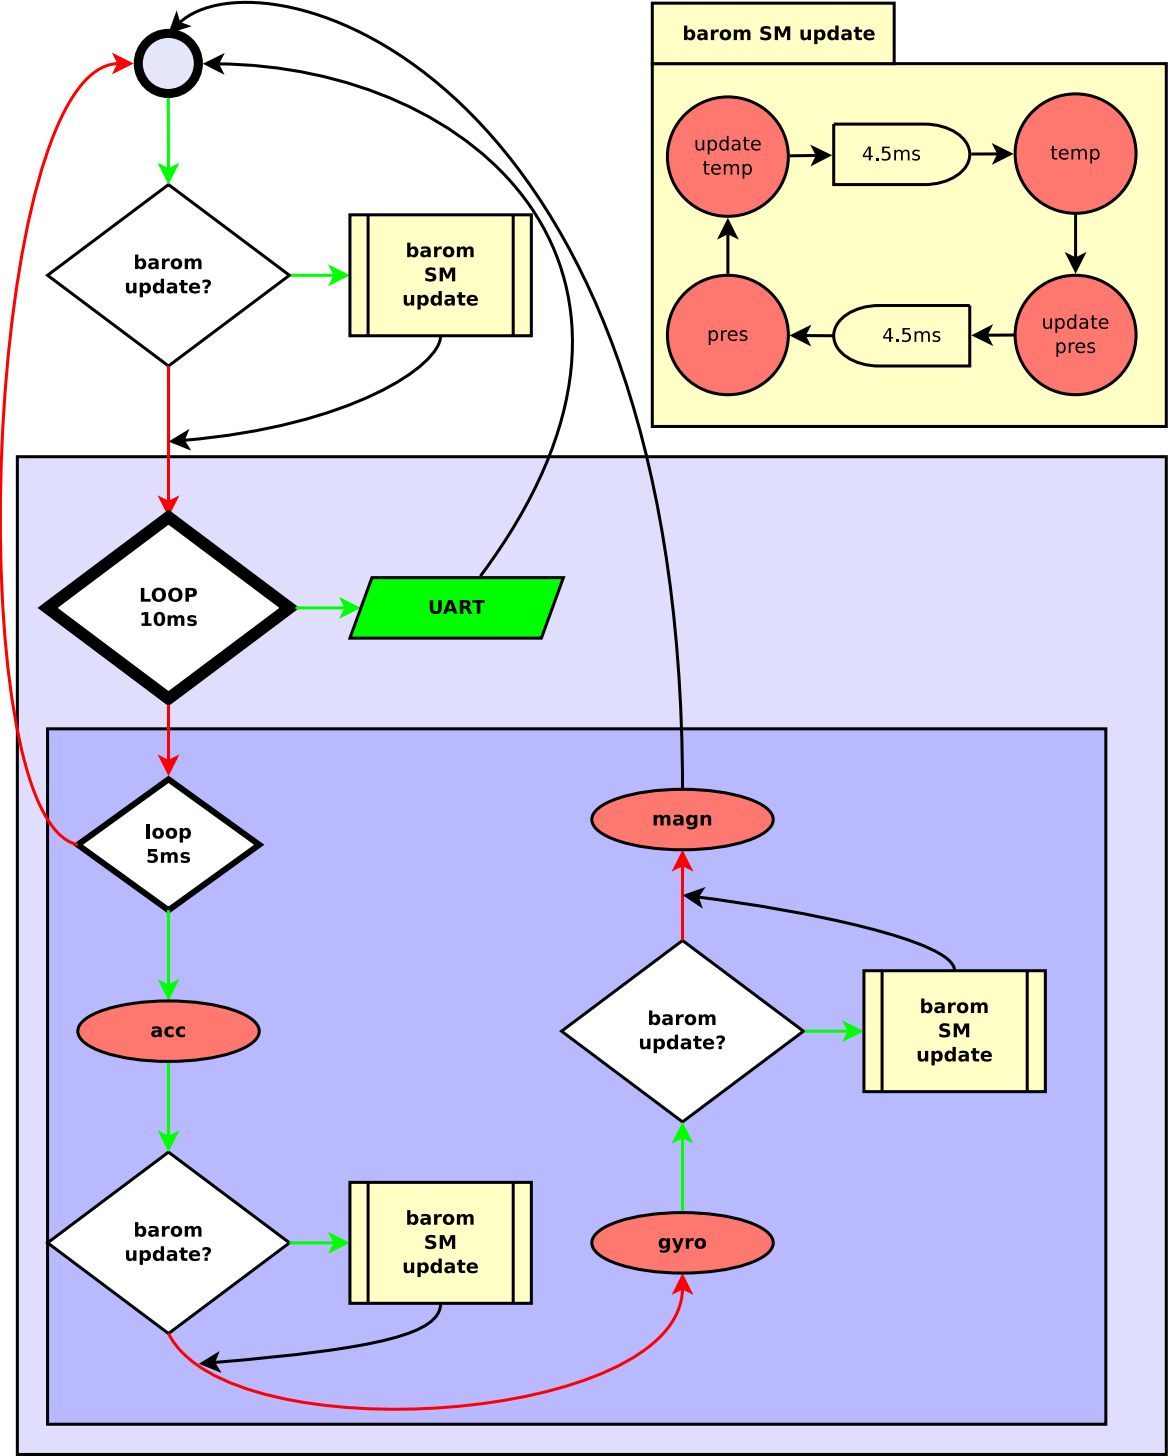 barom SM update
update
temp
4.5ms
temp
pres
4.5ms
update
pres
barom
update?
barom
SM
update
LOOP
10ms
UART
loop
5ms
acc
barom
update?
barom
SM
update
gyro
barom
update?
barom
SM
update
magn